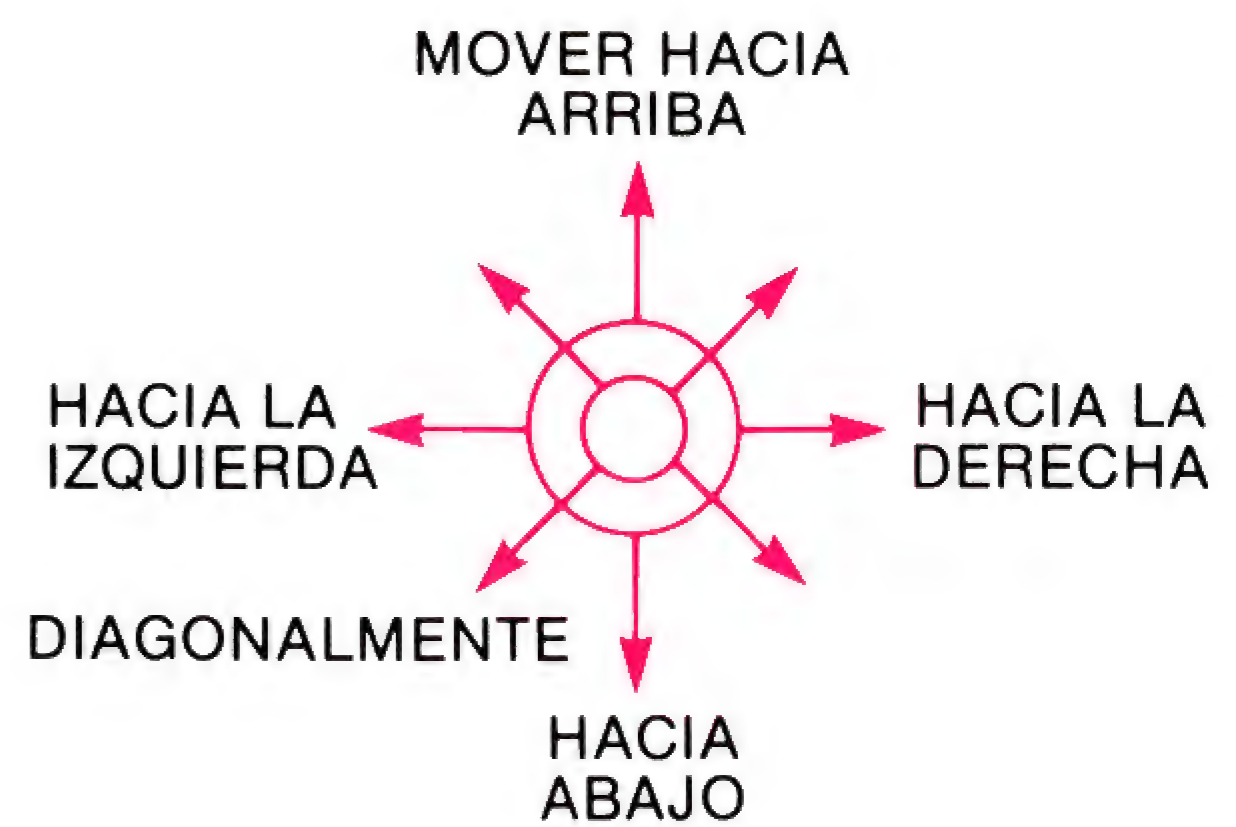 MOVER HACIA
ARRIBA
HACIA LA
IZQUIERDA
HACIA LA
DERECHA
DIAGONALMENTE
HACIA
ABAJO